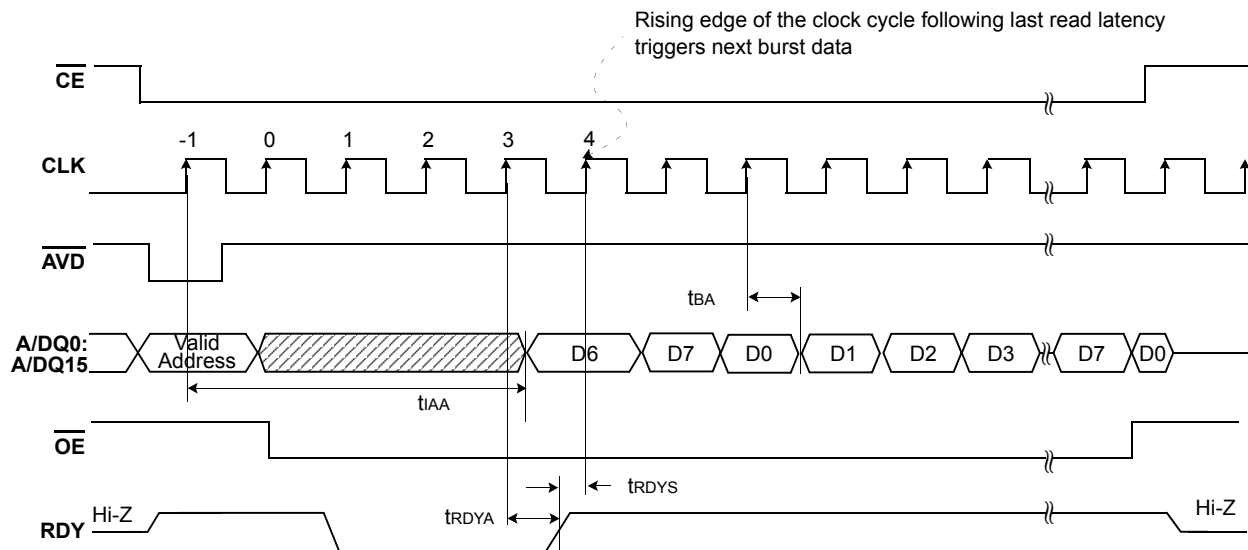 Rising edge of the clock cycle following last read latency
triggers next burst data
CE
-1 0 1 2 3 4
CLK
AVD
tBA
A/DQ0:
A/DQ15
Valid
Address
D6 D7 D0 D1 D2 D3 D7 D0
tIAA
OE
tRDYS
tRDYA
Hi-Z
Hi-Z
RDY